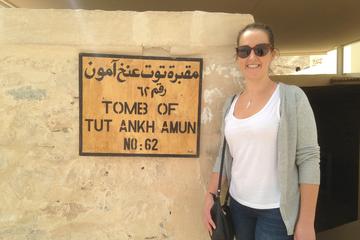 مقبرة توت عنخ آمون
رقم ٦٢
TOMB OF
TUT ANKH AMUN
NO: 62